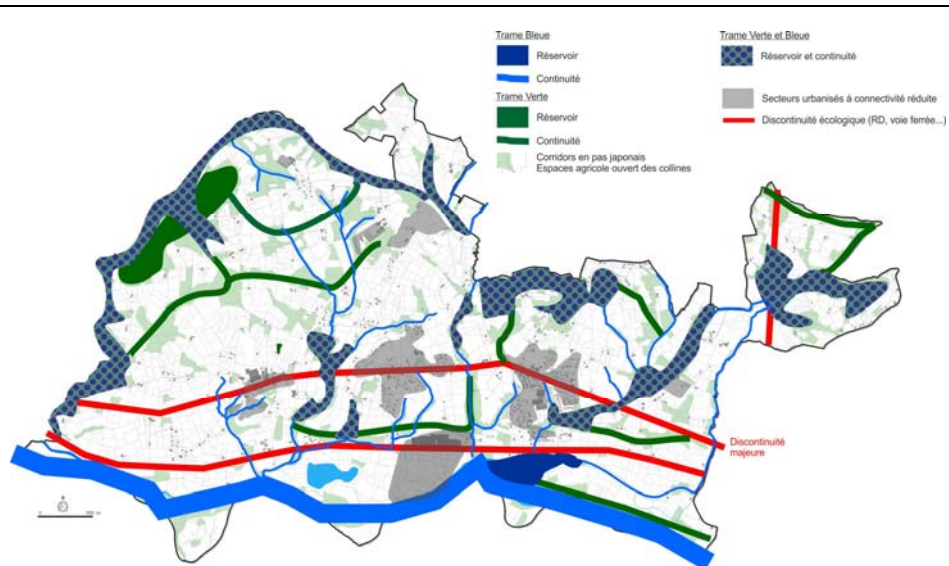 Trame Bleue
Réservoir
Continuité
Trame Verte
Réservoir
Continuité
Corridors en pas japonais
Espaces agricole ouvert des collines
Trame Verte et Bleue
Réservoir et continuité
Secteurs urbanisés à connectivité réduite
Discontinuité écologique (RD, voie ferrée...)
Discontinuité
majeure